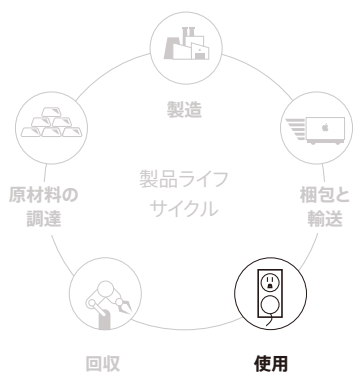 製造
原材料の
調達
製品ライフ
サイクル
梱包と
輸送
回収
使用